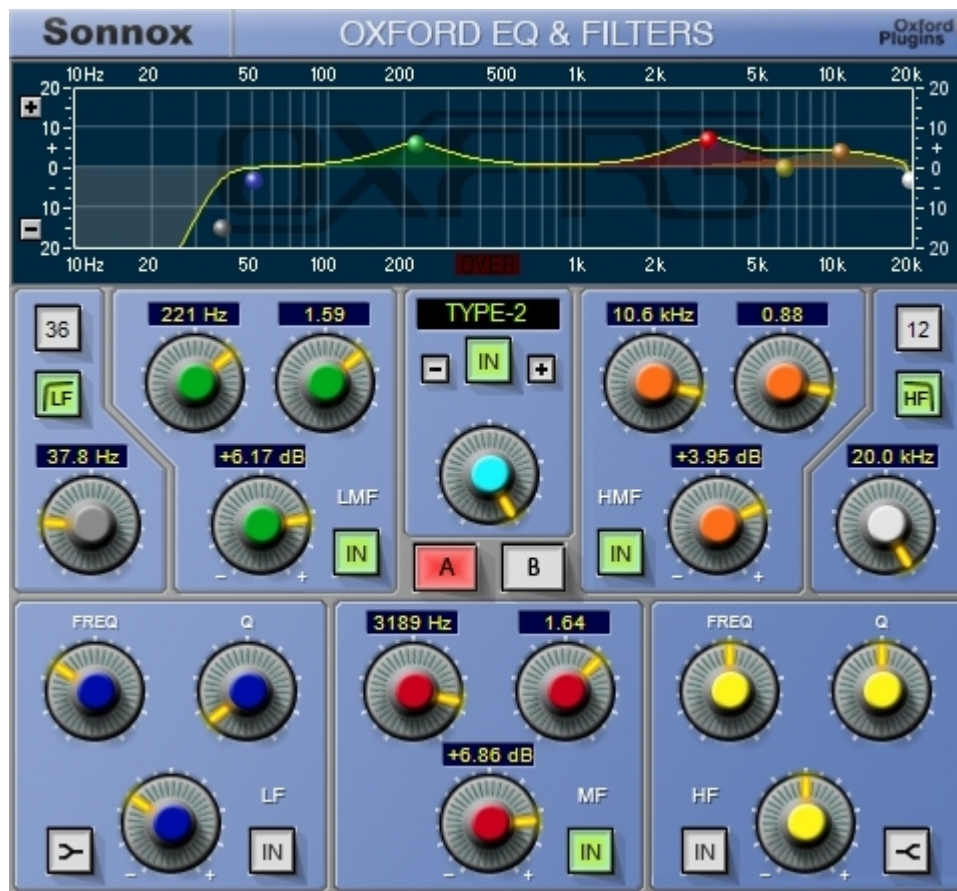 Sonnox OXFORD EQ & FILTERS Oxford Plugins
10Hz 20 50 100 200 500 1k 2k 5k 10k 20k
20 20
+
10 10
+ +
0 0
OXFR3
10 10
-
20 20
10Hz 20 50 100 200 OVER 1k 2k 5k 10k 20k
36 221 Hz 1.59 TYPE-2 10.6 kHz 0.88 12
- IN +
LF HF
37.8 Hz +6.17 dB +3.95 dB 20.0 kHz
LMF HMF
IN IN
- + - +
A B
FREQ Q 3189 Hz 1.64 FREQ Q
+6.86 dB
LF MF HF
IN IN IN
- + - + - +